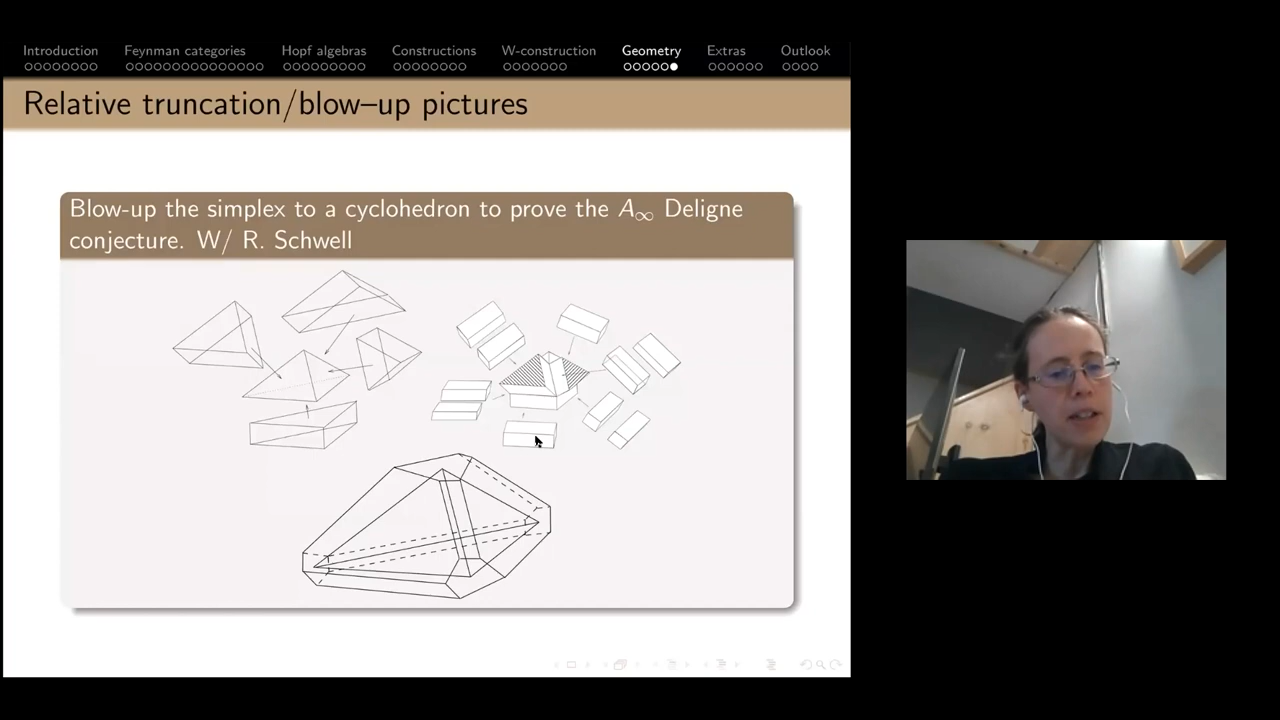 Introduction Feynman categories Hopf algebras Constructions W-construction Geometry Extras Outlook
Relative truncation/blow–up pictures
Blow-up the simplex to a cyclohedron to prove the A∞ Deligne
conjecture. W/ R. Schwell